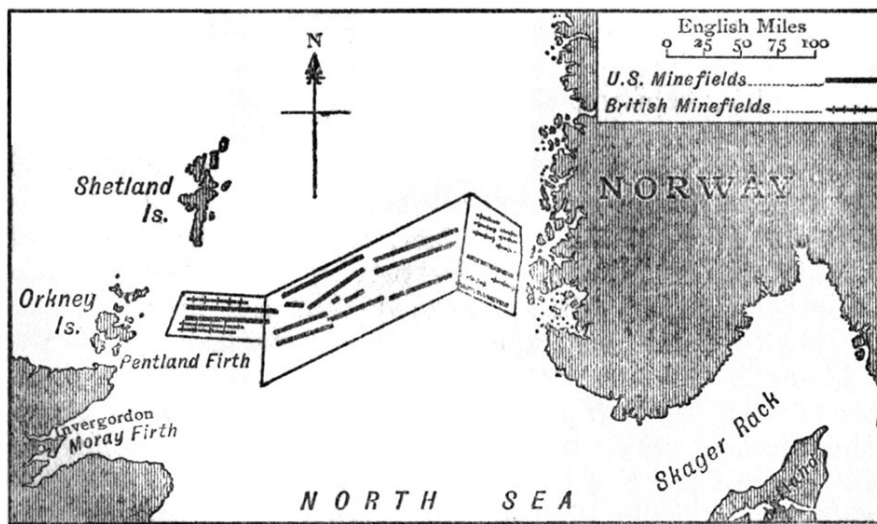 English Miles
0 25 50 75 100
U.S. Minefields
British Minefields
N
Shetland
Is.
NORWAY
Orkney
Is.
Pentland Firth
Invergordon
Moray Firth
Skager Rack
NORTH SEA